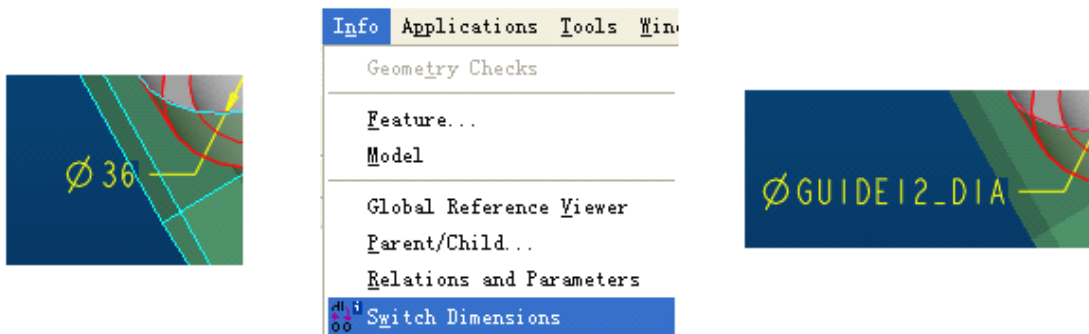 Ø36
Info Applications Tools Win
Geometry Checks
Feature...
Model
Global Reference Viewer
Parent/Child...
Relations and Parameters
Switch Dimensions
ØGUIDE12_DIA